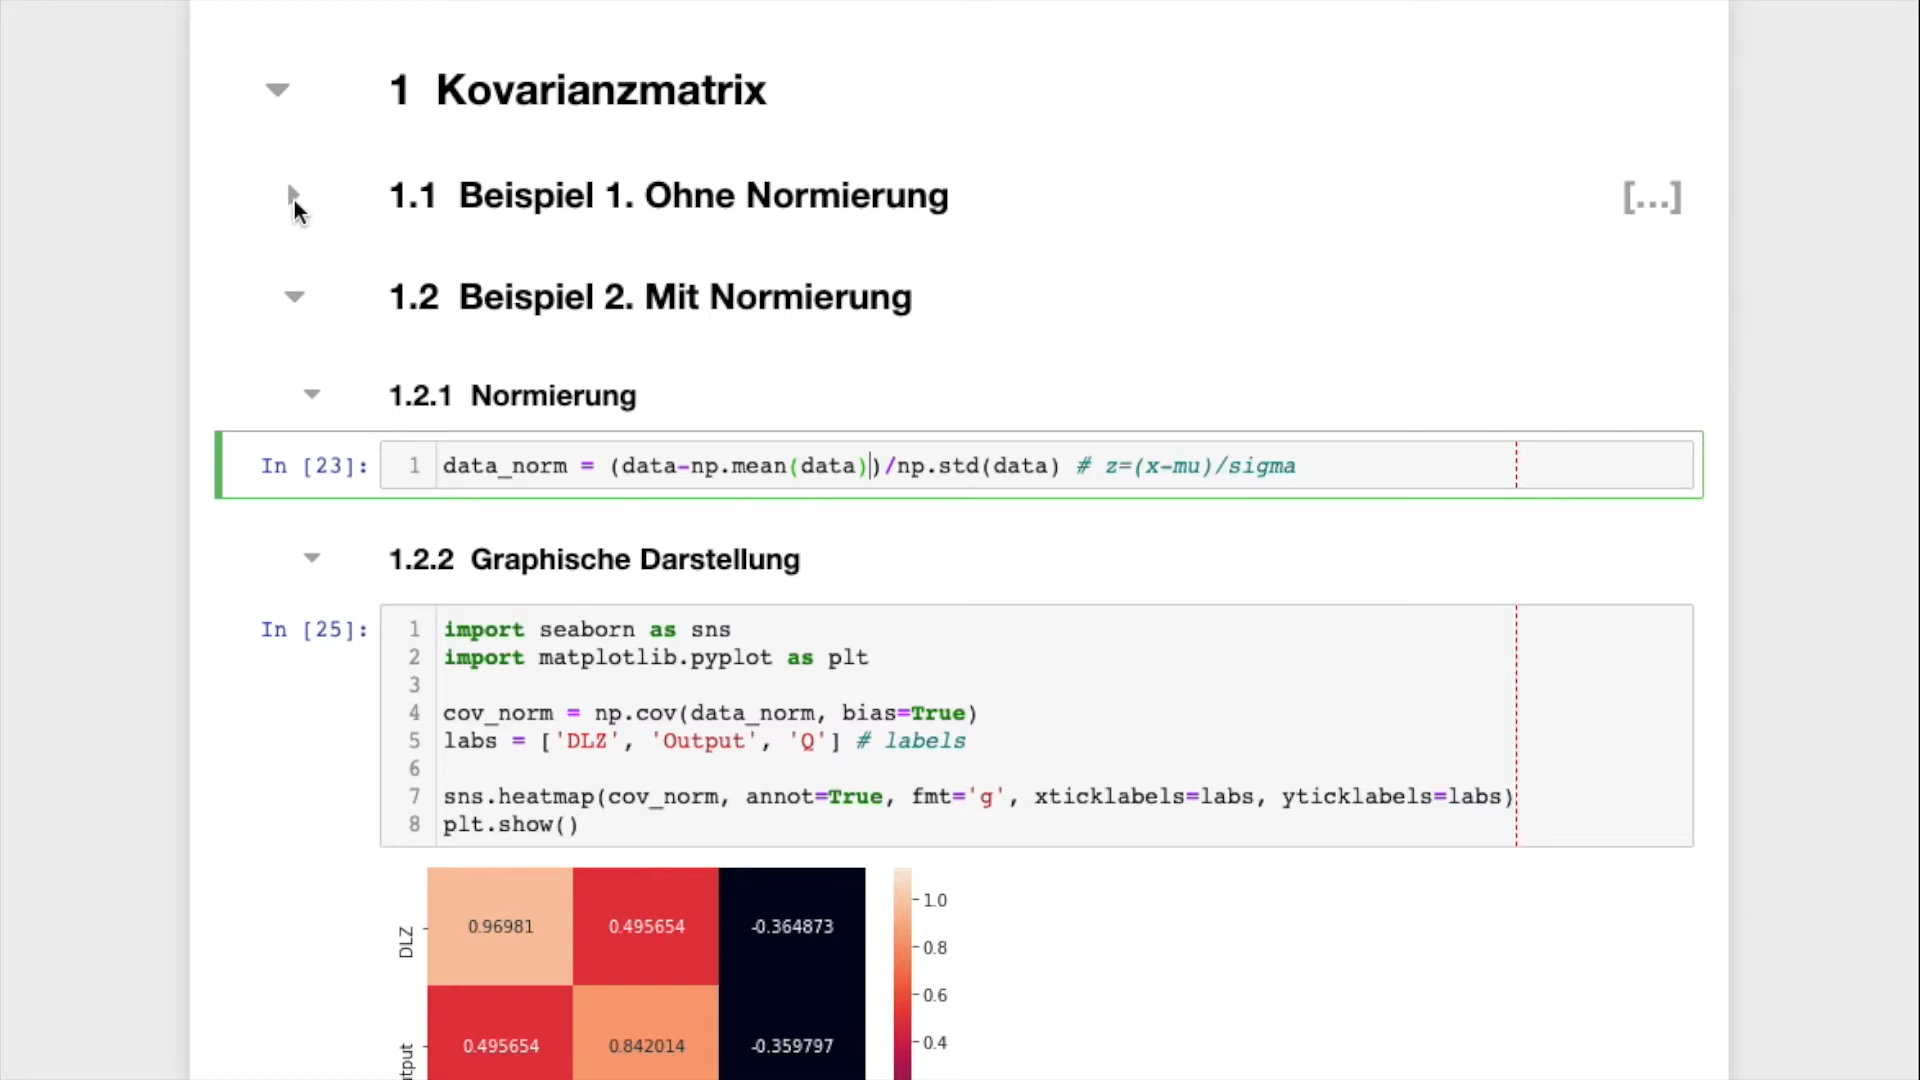 1 Kovarianzmatrix
1.1 Beispiel 1. Ohne Normierung
[...]
1.2 Beispiel 2. Mit Normierung
1.2.1 Normierung
In [23]:
1 data_norm = (data-np.mean(data))/np.std(data) # z=(x-mu)/sigma
1.2.2 Graphische Darstellung
In [25]:
1 import seaborn as sns
2 import matplotlib.pyplot as plt
3
4 cov_norm = np.cov(data_norm, bias=True)
5 labs = ['DLZ', 'Output', 'Q'] # labels
6
7 sns.heatmap(cov_norm, annot=True, fmt='g', xticklabels=labs, yticklabels=labs)
8 plt.show()
DLZ
0.96981 0.495654 -0.364873
tput
0.495654 0.842014 -0.359797
1.0
0.8
0.6
0.4